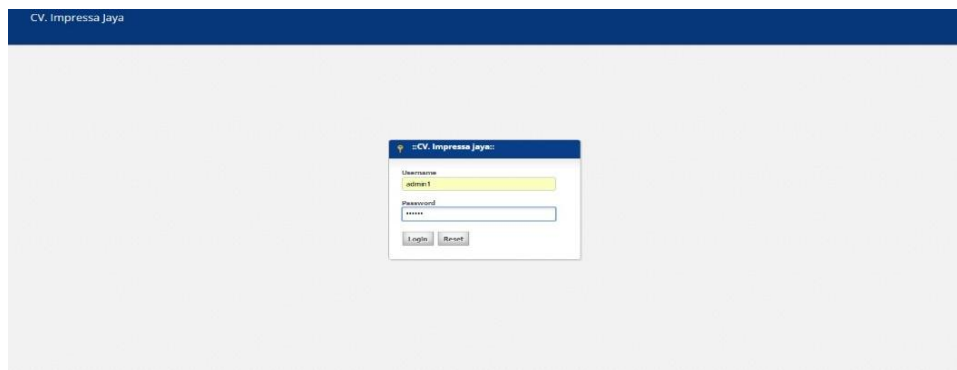 CV. Impressa Jaya
::CV. Impressa Jaya::
Username
admin1
Password
••••••
Login Reset